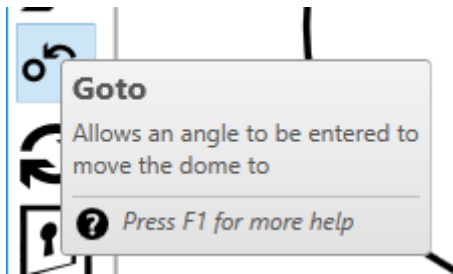 Goto
Allows an angle to be entered to
move the dome to
Press F1 for more help